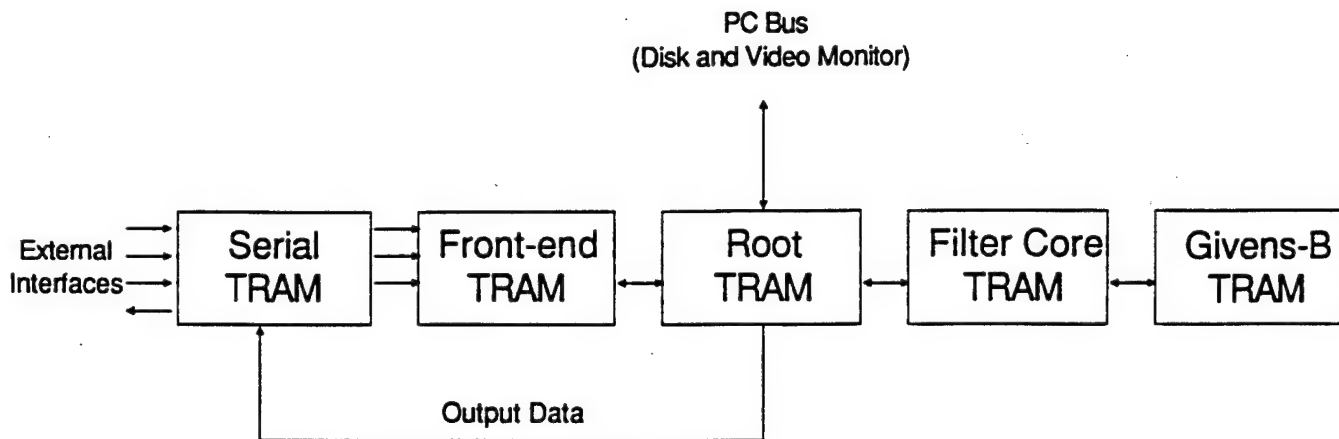 PC Bus
(Disk and Video Monitor)
External
Interfaces
Serial
TRAM
Front-end
TRAM
Root
TRAM
Filter Core
TRAM
Givens-B
TRAM
Output Data